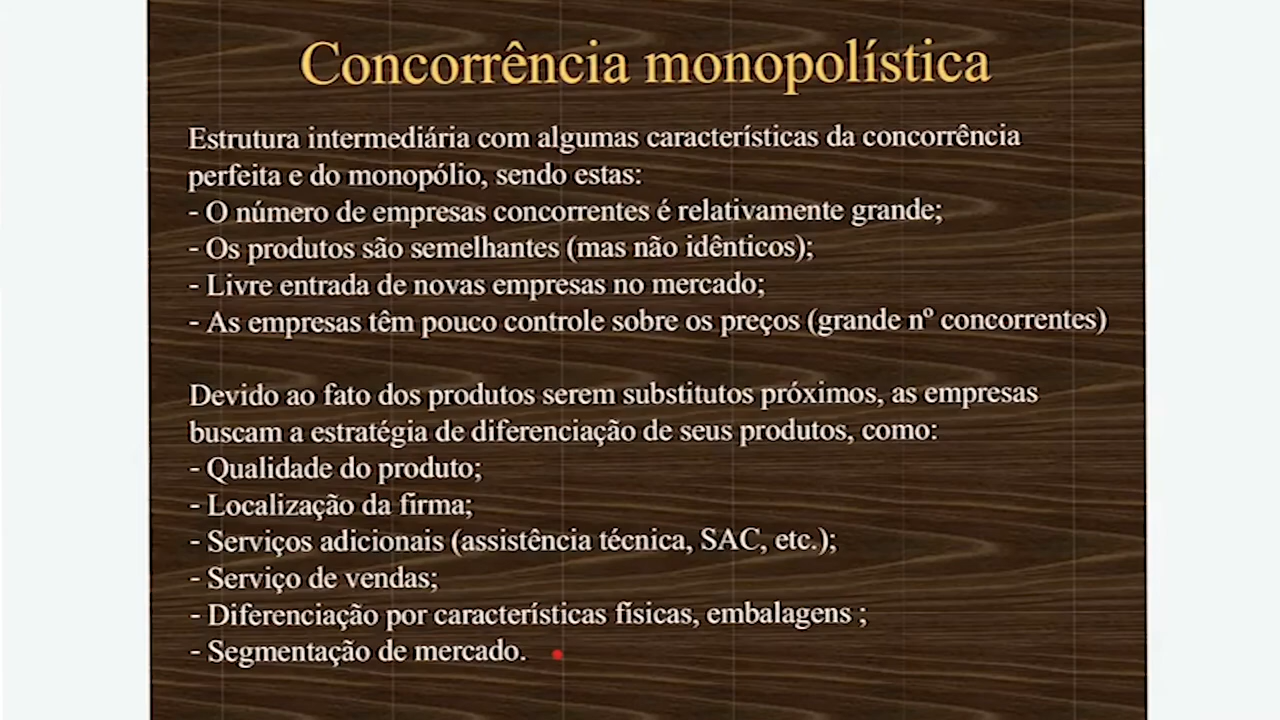 Concorrência monopolística
Estrutura intermediária com algumas características da concorrência
perfeita e do monopólio, sendo estas:
- O número de empresas concorrentes é relativamente grande;
- Os produtos são semelhantes (mas não idênticos);
- Livre entrada de novas empresas no mercado;
- As empresas têm pouco controle sobre os preços (grande nº concorrentes)
Devido ao fato dos produtos serem substitutos próximos, as empresas
buscam a estratégia de diferenciação de seus produtos, como:
- Qualidade do produto;
- Localização da firma;
- Serviços adicionais (assistência técnica, SAC, etc.);
- Serviço de vendas;
- Diferenciação por características físicas, embalagens ;
- Segmentação de mercado.